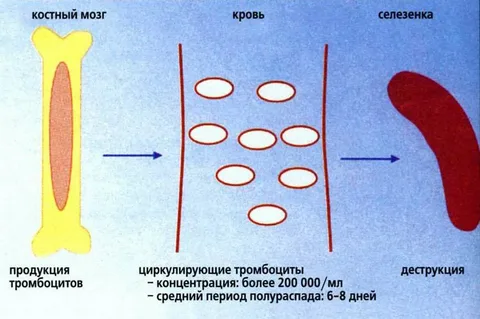 костный мозг
кровь
селезенка
продукция
тромбоцитов
циркулирующие тромбоциты
– концентрация: более 200 000/мл
– средний период полураспада: 6–8 дней
деструкция